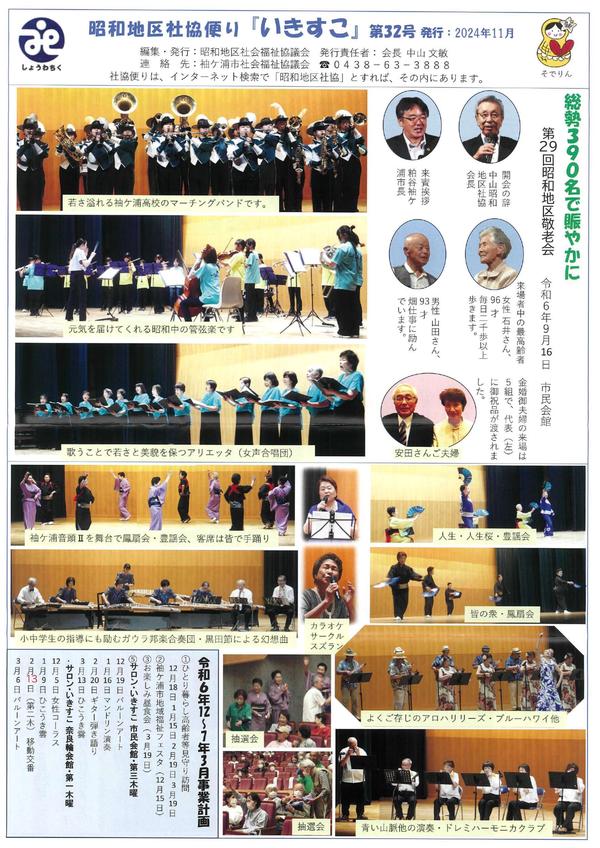 しょうわちく
昭和地区社協便り『いきすこ』第32号 発行：2024年11月
編集・発行：昭和地区社会福祉協議会 発行責任者：会長 中山 文敏
連 絡 先：袖ケ浦市社会福祉協議会 ☎0438-63-3888
社協便りは、インターネット検索で「昭和地区社協」とすれば、その内にあります。
そでりん
総勢390名で賑やかに
第29回昭和地区敬老会
令和6年9月16日 市民会館
開会の辞
中山昭和
地区社協
会長
来賓挨拶
粕谷袖ケ
浦市長
来場者中の最高齢者
女性 石井さん、
96才
毎日二千歩以上
歩きます。
男性 山田さん、
93才
畑仕事に励ん
でいます。
金婚御夫婦の来場は
5組で、代表（左）
に御祝品が渡されま
した。
安田さんご夫婦
若さ溢れる袖ケ浦高校のマーチングバンドです。
元気を届けてくれる昭和中の管弦楽です
歌うことで若さと美貌を保つアリエッタ（女声合唱団）
袖ケ浦音頭Ⅱを舞台で鳳扇会・豊謡会、客席は皆で手踊り
小中学生の指導にも励むガウラ邦楽合奏団・黒田節による幻想曲
カラオケ
サークル
スズラン
人生・人生桜・豊謡会
皆の衆・鳳扇会
よくご存じのアロハリリーズ・ブルーハワイ他
青い山脈他の演奏・ドレミハーモニカクラブ
抽選会
抽選会
令和6年12～7年3月事業計画
①ひとり暮らし高齢者等見守り訪問
12月18日 1月15日 2月19日 3月19日
②袖ケ浦市地域福祉フェスタ（12月15日）
③お楽しみ昼食会（3月19日）
⑤サロン・いきすこ 市民会館・第三木曜
12月19日 バルーンアート
1月16日 マンドリン演奏
2月20日 ギター弾き語り
3月13日 ひこうき雲
・サロン・いきすこ 奈良輪会館・第一木曜
12月5日 女性コーラス
1月9日 ひこうき雲
2月13日（第二木）移動交番
3月6日 バルーンアート